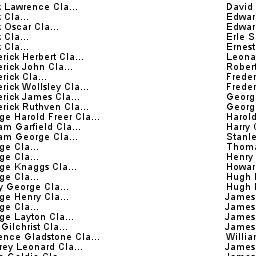 Lawrence Cla... David
Cla... Edwar
Oscar Cla... Edwar
Cla... Erle S
Cla... Ernest
erick Herbert Cla... Leona
erick John Cla... Rober
erick Cla... Freder
erick Wollsley Cla... Freder
erick James Cla... Georg
erick Ruthven Cla... Georg
ge Harold Freer Cla... Harold
am Garfield Cla... Harry
am George Cla... Stanle
ge Cla... Thoma
ge Cla... Henry
ge Knaggs Cla... Howar
ge Cla... Hugh
y George Cla... Hugh
ge Henry Cla... James
ge Cla... James
ge Layton Cla... James
Gilchrist Cla... James
ence Gladstone Cla... Willian
rey Leonard Cla... James